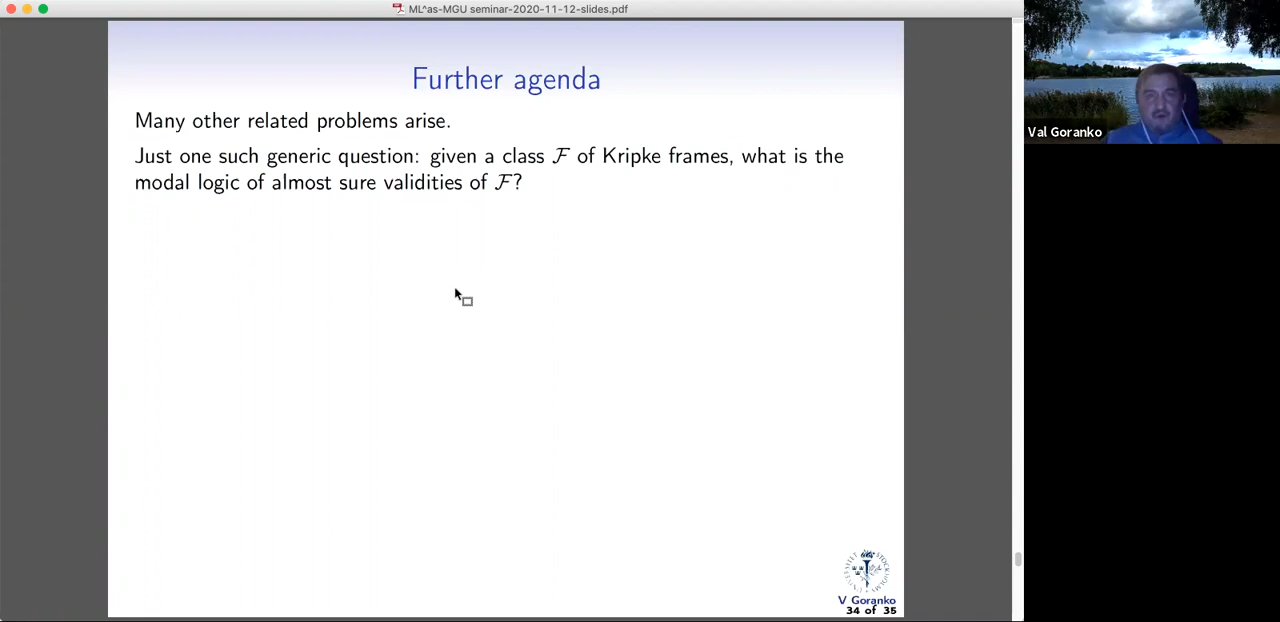 ML^as-MGU seminar-2020-11-12-slides.pdf
Further agenda
Many other related problems arise.
Just one such generic question: given a class ℱ of Kripke frames, what is the
modal logic of almost sure validities of ℱ?
V Goranko
34 of 35
Val Goranko